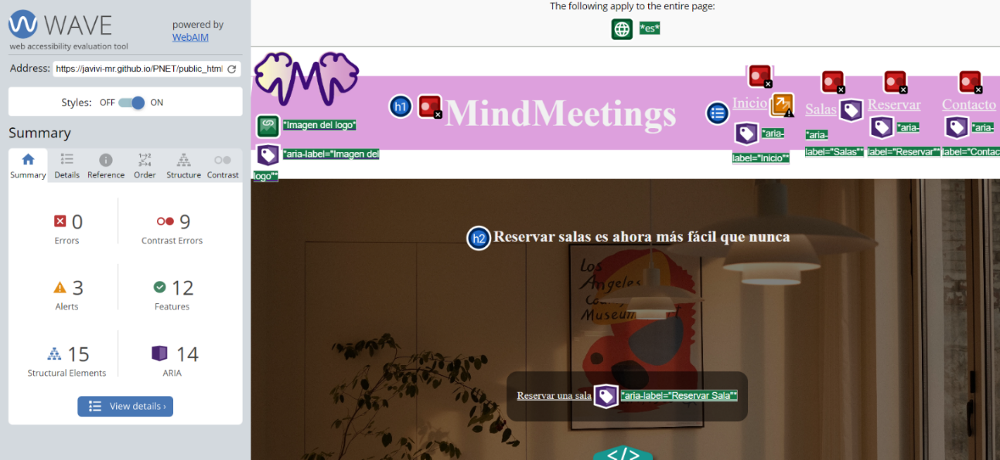 WAVE
powered by
WebAIM
web accessibility evaluation tool
Address: https://javivi-mr.github.io/PNET/public_html
Styles: OFF ON
Summary
Summary Details Reference Order Structure Contrast
0
Errors
9
Contrast Errors
3
Alerts
12
Features
15
Structural Elements
14
ARIA
View details ›
The following apply to the entire page:
*es*
*Imagen del logo*
*aria-label="Imagen del
logo"*
h1 MindMeetings
Inicio
*aria-
label="Inicio"*
Salas
*aria-
label="Salas"*
Reservar
*aria-
label="Reservar"*
Contacto
*aria-
label="Contac
h2 Reservar salas es ahora más fácil que nunca
Los
Angeles
County
Museum
Reservar una sala *aria-label="Reservar Sala"*
</>